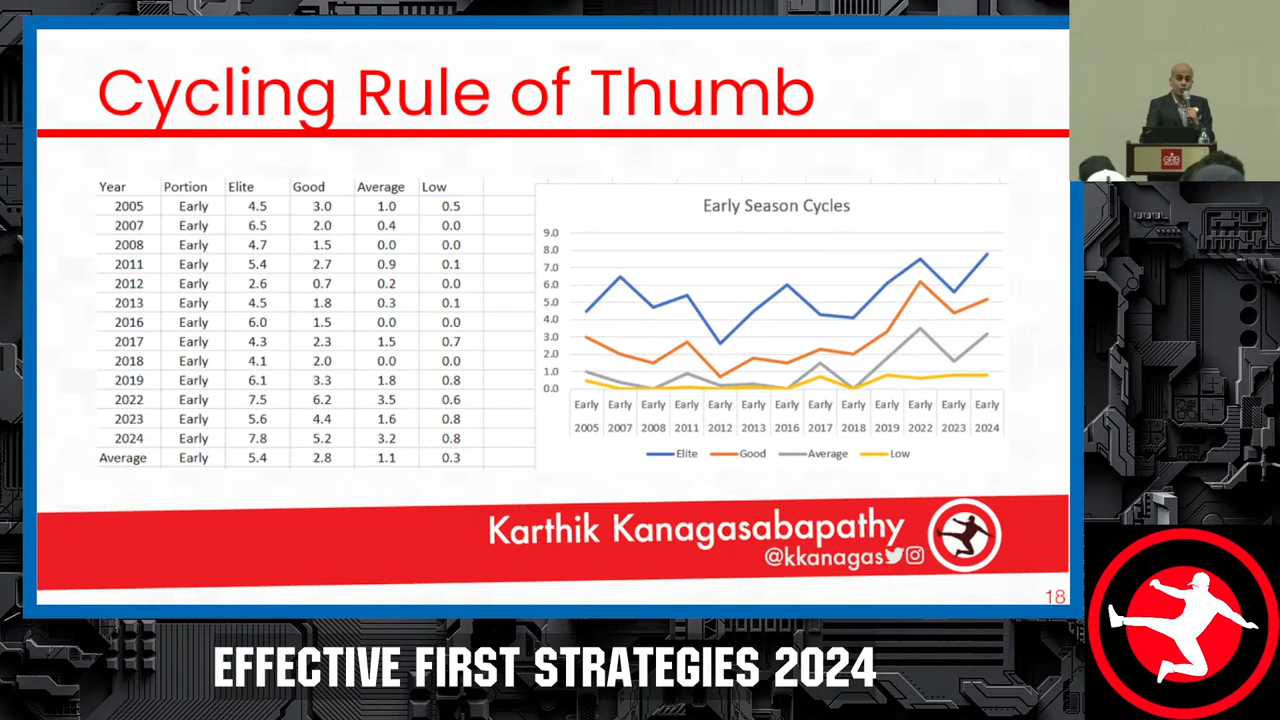 Cycling Rule of Thumb
Year Portion Elite Good Average Low
2005 Early 4.5 3.0 1.0 0.5
2007 Early 6.5 2.0 0.4 0.0
2008 Early 4.7 1.5 0.0 0.0
2011 Early 5.4 2.7 0.9 0.1
2012 Early 2.6 0.7 0.2 0.0
2013 Early 4.5 1.8 0.3 0.1
2016 Early 6.0 1.5 0.0 0.0
2017 Early 4.3 2.3 1.5 0.7
2018 Early 4.1 2.0 0.0 0.0
2019 Early 6.1 3.3 1.8 0.8
2022 Early 7.5 6.2 3.5 0.6
2023 Early 5.6 4.4 1.6 0.8
2024 Early 7.8 5.2 3.2 0.8
Average Early 5.4 2.8 1.1 0.3
Early Season Cycles
9.0
8.0
7.0
6.0
5.0
4.0
3.0
2.0
1.0
0.0
Early Early Early Early Early Early Early Early Early Early Early Early Early
2005 2007 2008 2011 2012 2013 2016 2017 2018 2019 2022 2023 2024
Elite Good Average Low
Karthik Kanagasabapathy
@kkanagas
18
GRB
EFFECTIVE FIRST STRATEGIES 2024